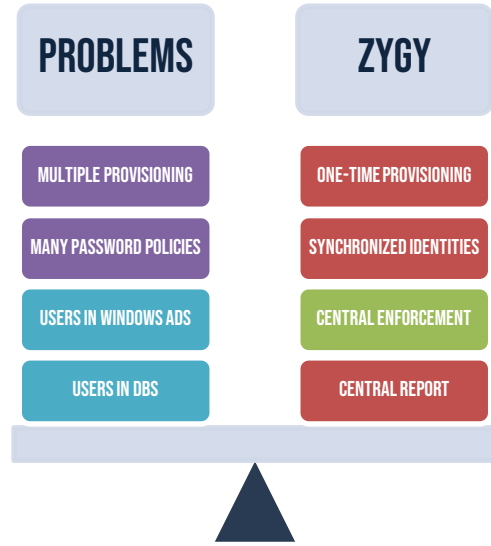 PROBLEMS
MULTIPLE PROVISIONING
MANY PASSWORD POLICIES
USERS IN WINDOWS ADS
USERS IN DBS
ZYGY
ONE-TIME PROVISIONING
SYNCHRONIZED IDENTITIES
CENTRAL ENFORCEMENT
CENTRAL REPORT